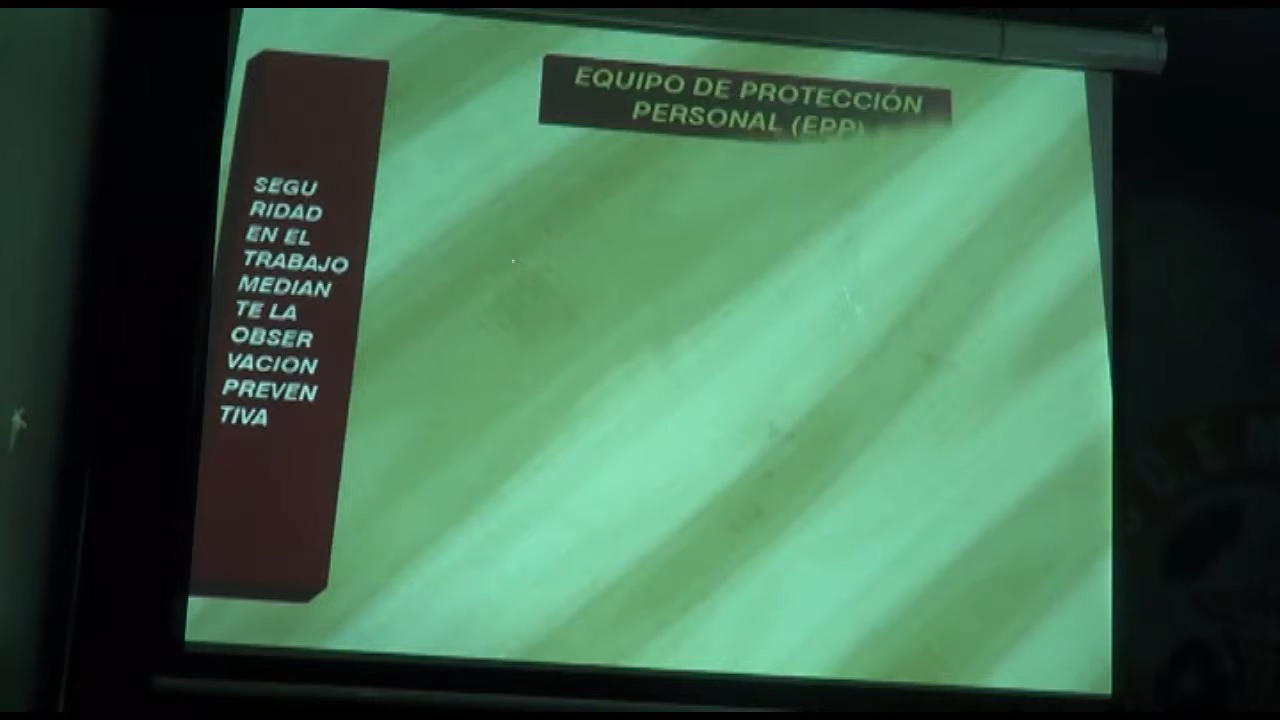 EQUIPO DE PROTECCIÓN
PERSONAL (EPP)
SEGU
RIDAD
EN EL
TRABAJO
MEDIAN
TE LA
OBSER
VACION
PREVEN
TIVA